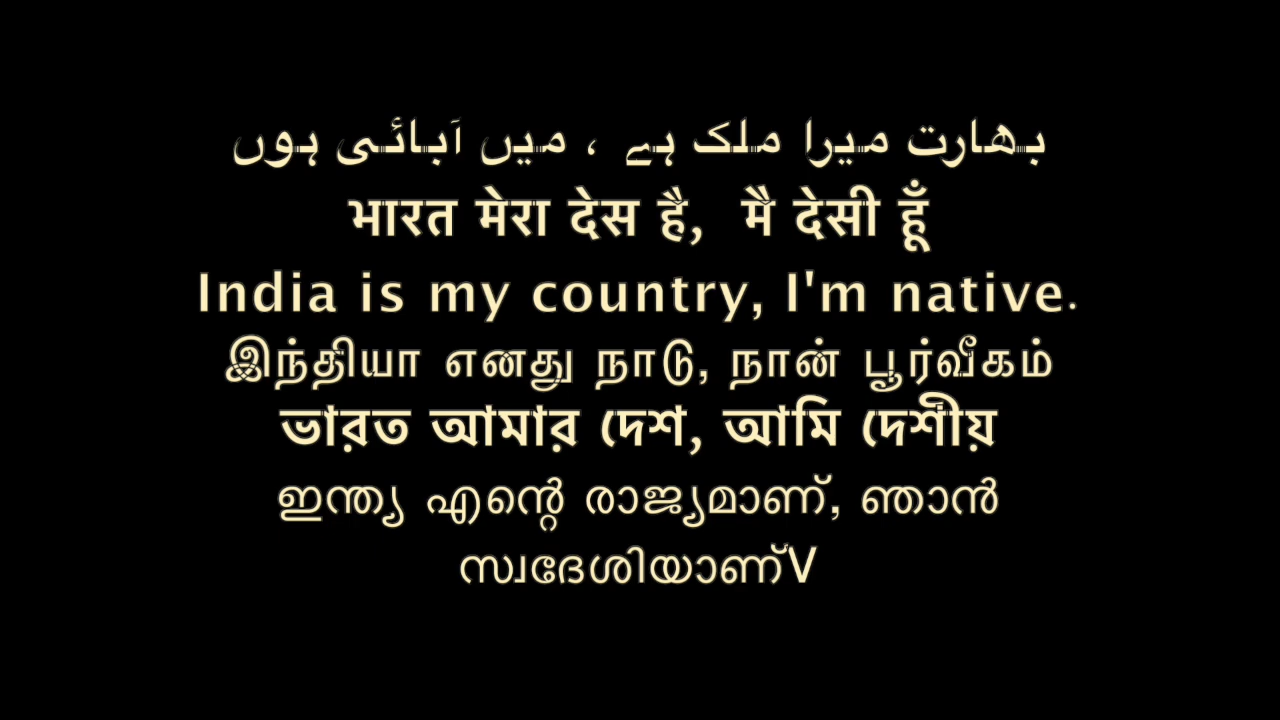 بھارت میرا ملک ہے ، میں آبائی ہوں
भारत मेरा देस है, मै देसी हूँ
India is my country, I'm native.
இந்தியா எனது நாடு, நான் பூர்வீகம்
ভারত আমার দেশ, আমি দেশীয়
ഇന്ത്യ എന്റെ രാജ്യമാണ്, ഞാൻ
സ്വദേശിയാണ്V